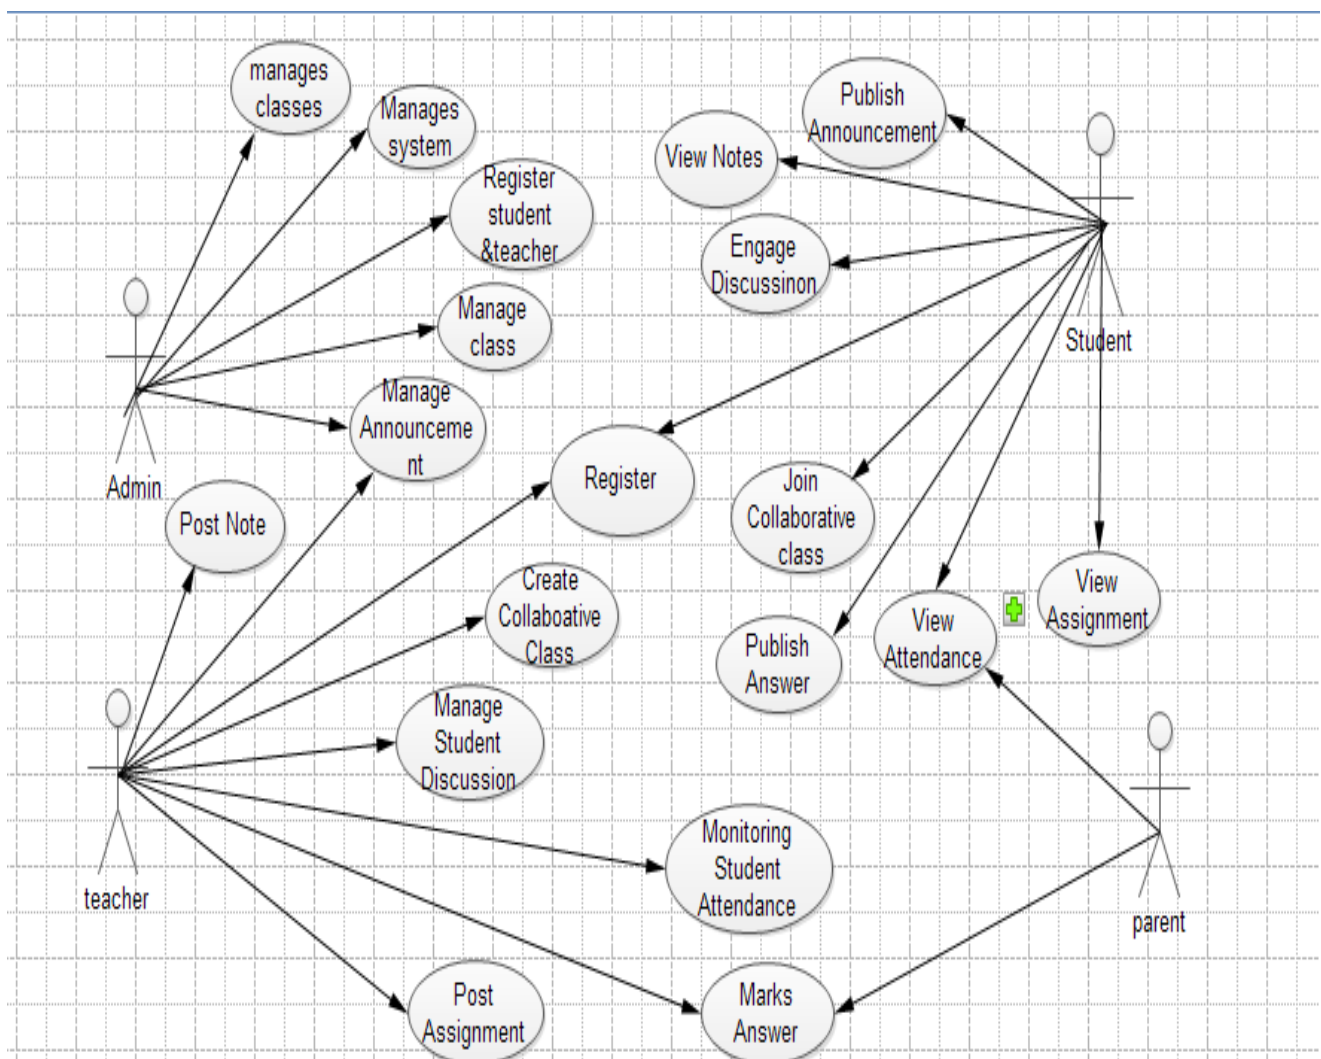 manages
classes
Manages
system
Register
student
&teacher
Manage
class
Manage
Announceme
nt
Admin
Publish
Announcement
View Notes
Engage
Discussinon
Student
Register
Join
Collaborative
class
View
Assignment
View
Attendance
Publish
Answer
Post Note
Create
Collaboative
Class
Manage
Student
Discussion
teacher
Monitoring
Student
Attendance
parent
Post
Assignment
Marks
Answer